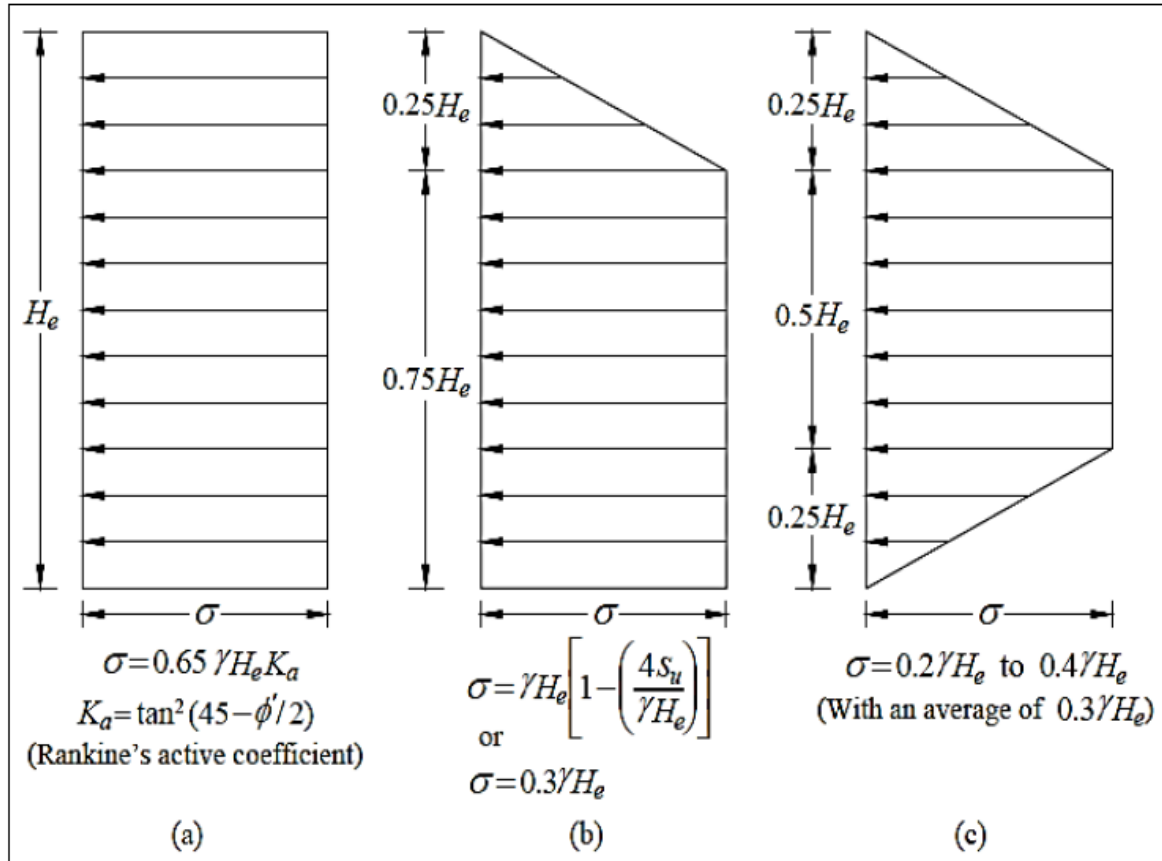 H_e
σ
σ=0.65 γH_eK_a
K_a=tan²(45−ϕ′/2)
(Rankine's active coefficient)
(a)
0.25H_e
0.75H_e
σ
σ=γH_e[1−(4s_u/γH_e)]
or
σ=0.3γH_e
(b)
0.25H_e
0.5H_e
0.25H_e
σ
σ=0.2γH_e to 0.4γH_e
(With an average of 0.3γH_e)
(c)